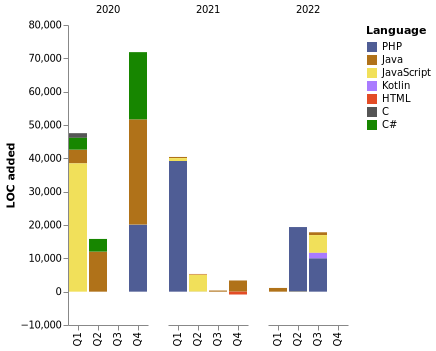 2020 2021 2022
Language
PHP
Java
JavaScript
Kotlin
HTML
C
C#
LOC added
80,000
70,000
60,000
50,000
40,000
30,000
20,000
10,000
0
−10,000
Q1 Q2 Q3 Q4 Q1 Q2 Q3 Q4 Q1 Q2 Q3 Q4